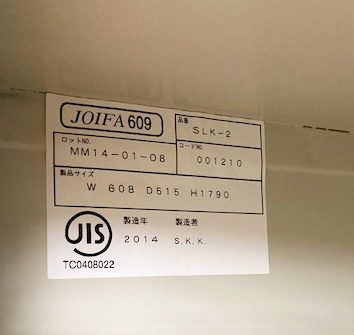 JOIFA 609
品番
SLK-2
ロットNO.
MM14-01-08
コードNO.
001210
製品サイズ
W 608 D515 H1790
JIS
TC0408022
製造年
2014
製造者
S.K.K.